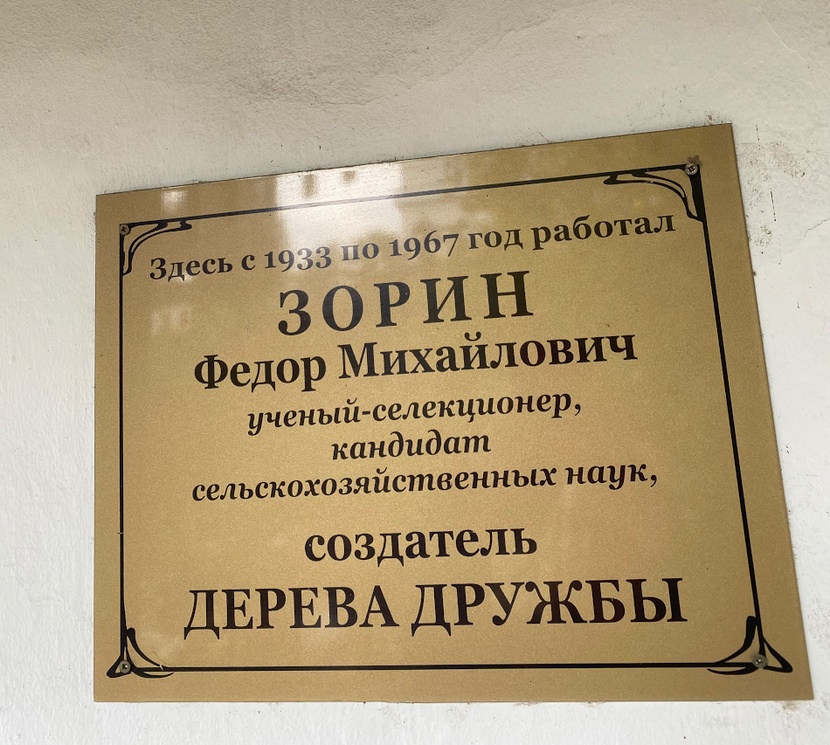 Здесь с 1933 по 1967 год работал
ЗОРИН
Федор Михайлович
ученый-селекционер,
кандидат
сельскохозяйственных наук,
создатель
ДЕРЕВА ДРУЖБЫ